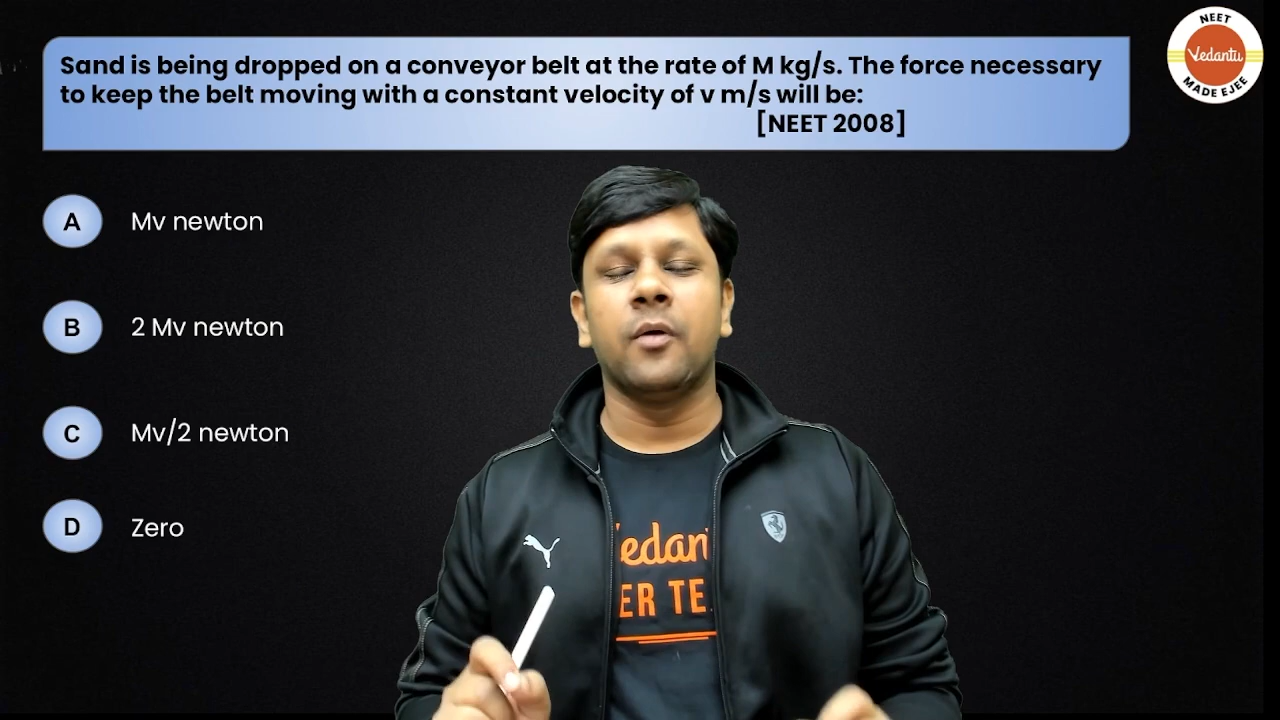 Sand is being dropped on a conveyor belt at the rate of M kg/s. The force necessary
to keep the belt moving with a constant velocity of v m/s will be:
[NEET 2008]
NEET
Vedantu
MADE EJEE
A Mv newton
B 2 Mv newton
C Mv/2 newton
D Zero